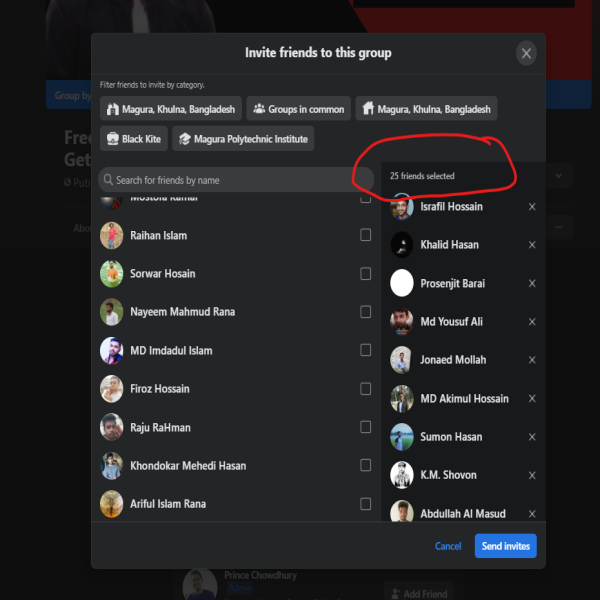 Invite friends to this group
Group by
Filter friends to invite by category.
Magura, Khulna, Bangladesh
Groups in common
Magura, Khulna, Bangladesh
Black Kite
Magura Polytechnic Institute
Free
Get
Search for friends by name
25 friends selected
Mostofa Kamal
Raihan Islam
Sorwar Hosain
Nayeem Mahmud Rana
MD Imdadul Islam
Firoz Hossain
Raju RaHman
Khondokar Mehedi Hasan
Ariful Islam Rana
Israfil Hossain
Khalid Hasan
Prosenjit Barai
Md Yousuf Ali
Jonaed Mollah
MD Akimul Hossain
Sumon Hasan
K.M. Shovon
Abdullah Al Masud
Cancel
Send invites
Prince Chowdhury
Admin
Add Friend